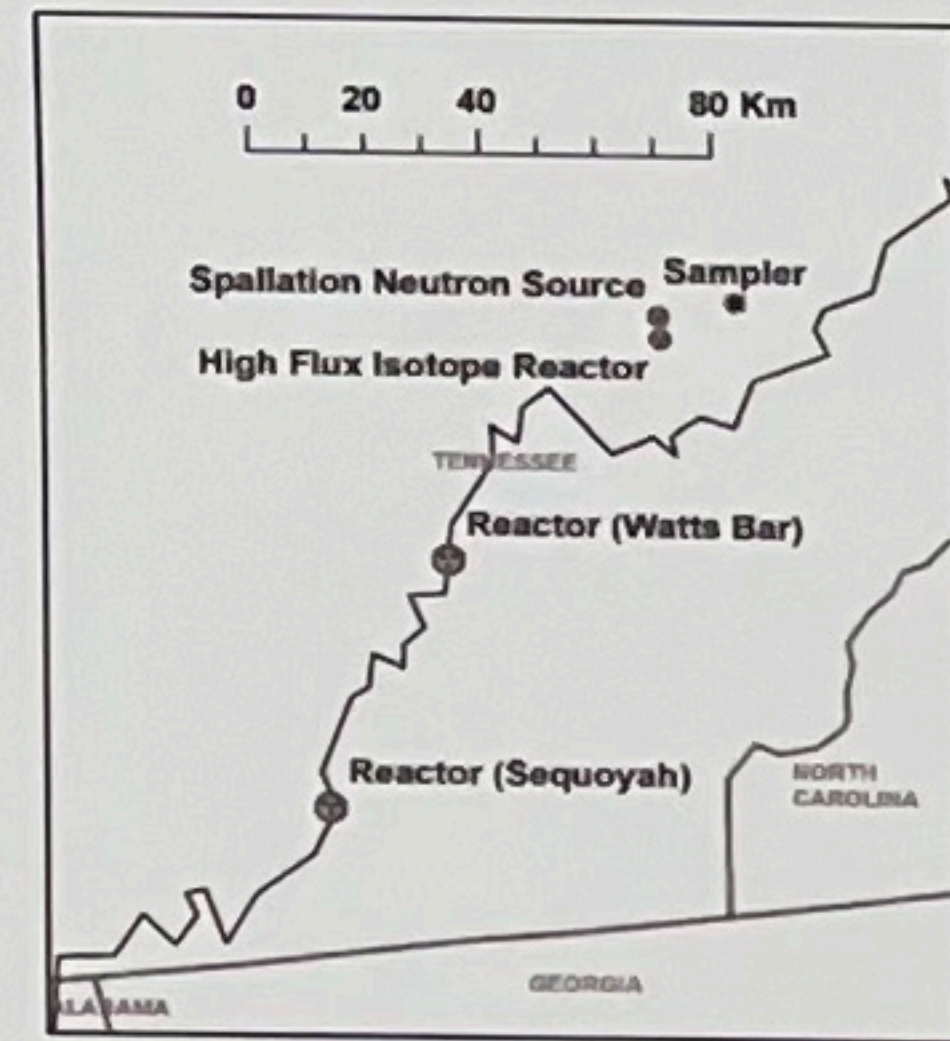 0 20 40 80 Km
Spallation Neutron Source
Sampler
High Flux Isotope Reactor
TENNESSEE
Reactor (Watts Bar)
Reactor (Sequoyah)
NORTH
CAROLINA
GEORGIA
ALABAMA